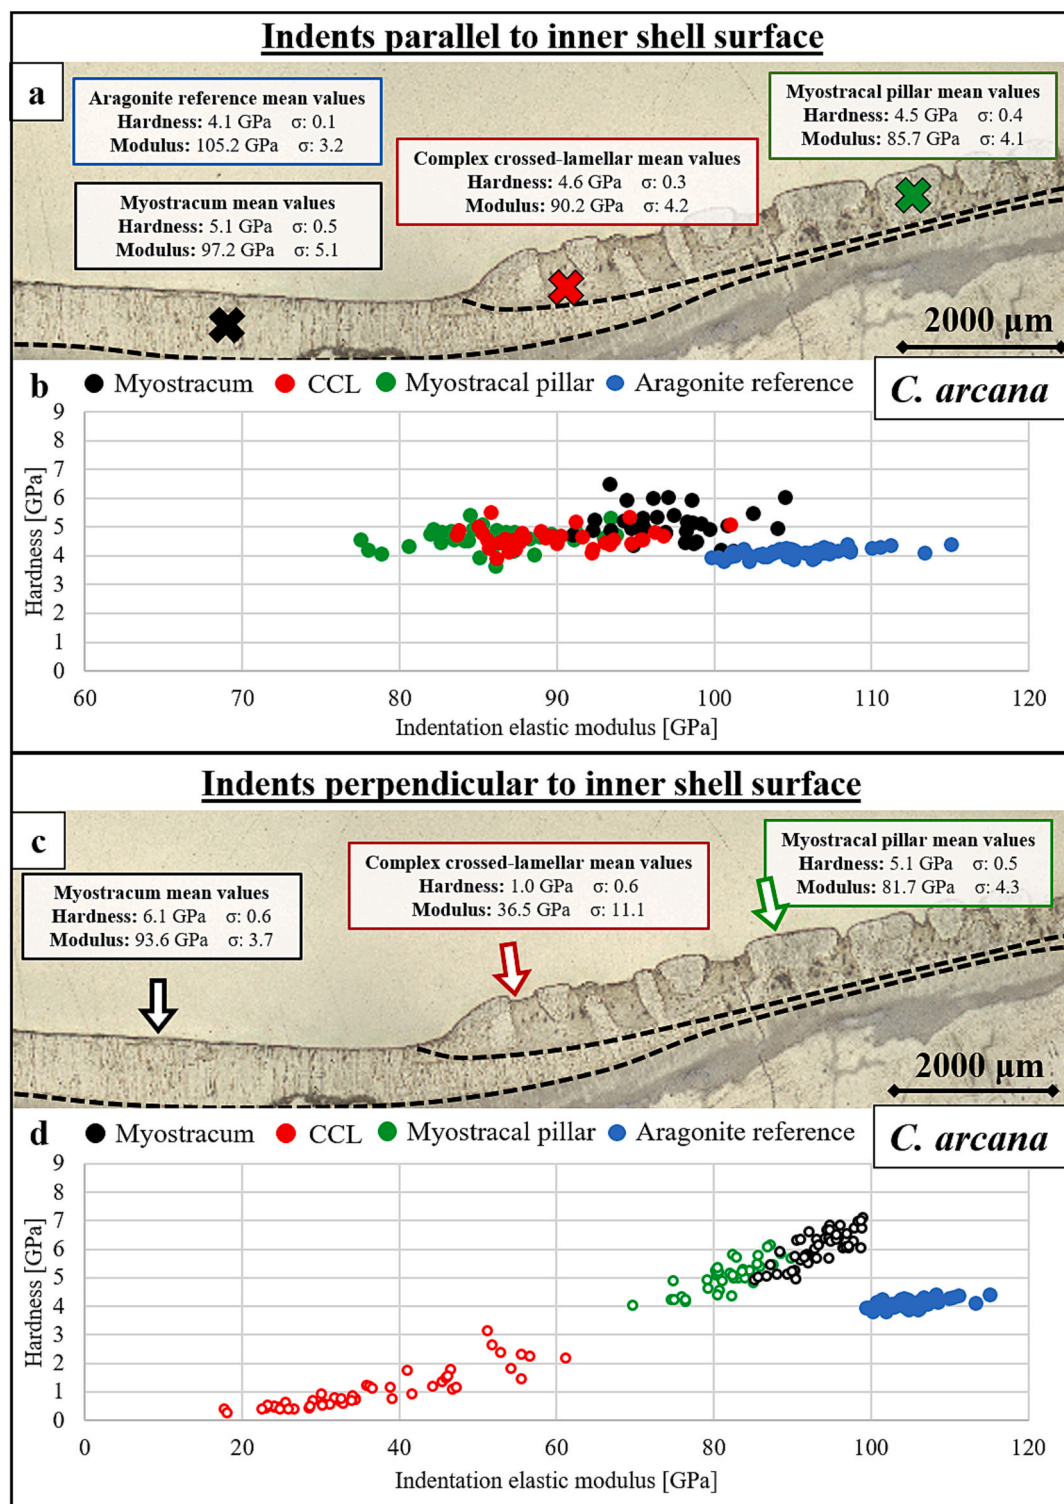 Indents parallel to inner shell surface
a
Aragonite reference mean values
Hardness: 4.1 GPa σ: 0.1
Modulus: 105.2 GPa σ: 3.2
Myostracum mean values
Hardness: 5.1 GPa σ: 0.5
Modulus: 97.2 GPa σ: 5.1
Complex crossed-lamellar mean values
Hardness: 4.6 GPa σ: 0.3
Modulus: 90.2 GPa σ: 4.2
Myostracal pillar mean values
Hardness: 4.5 GPa σ: 0.4
Modulus: 85.7 GPa σ: 4.1
2000 µm
b
Myostracum CCL Myostracal pillar Aragonite reference
C. arcana
Hardness [GPa]
9
8
7
6
5
4
3
2
1
0
60 70 80 90 100 110 120
Indentation elastic modulus [GPa]
Indents perpendicular to inner shell surface
c
Myostracum mean values
Hardness: 6.1 GPa σ: 0.6
Modulus: 93.6 GPa σ: 3.7
Complex crossed-lamellar mean values
Hardness: 1.0 GPa σ: 0.6
Modulus: 36.5 GPa σ: 11.1
Myostracal pillar mean values
Hardness: 5.1 GPa σ: 0.5
Modulus: 81.7 GPa σ: 4.3
2000 µm
d
Myostracum CCL Myostracal pillar Aragonite reference
C. arcana
Hardness [GPa]
9
8
7
6
5
4
3
2
1
0
0 20 40 60 80 100 120
Indentation elastic modulus [GPa]